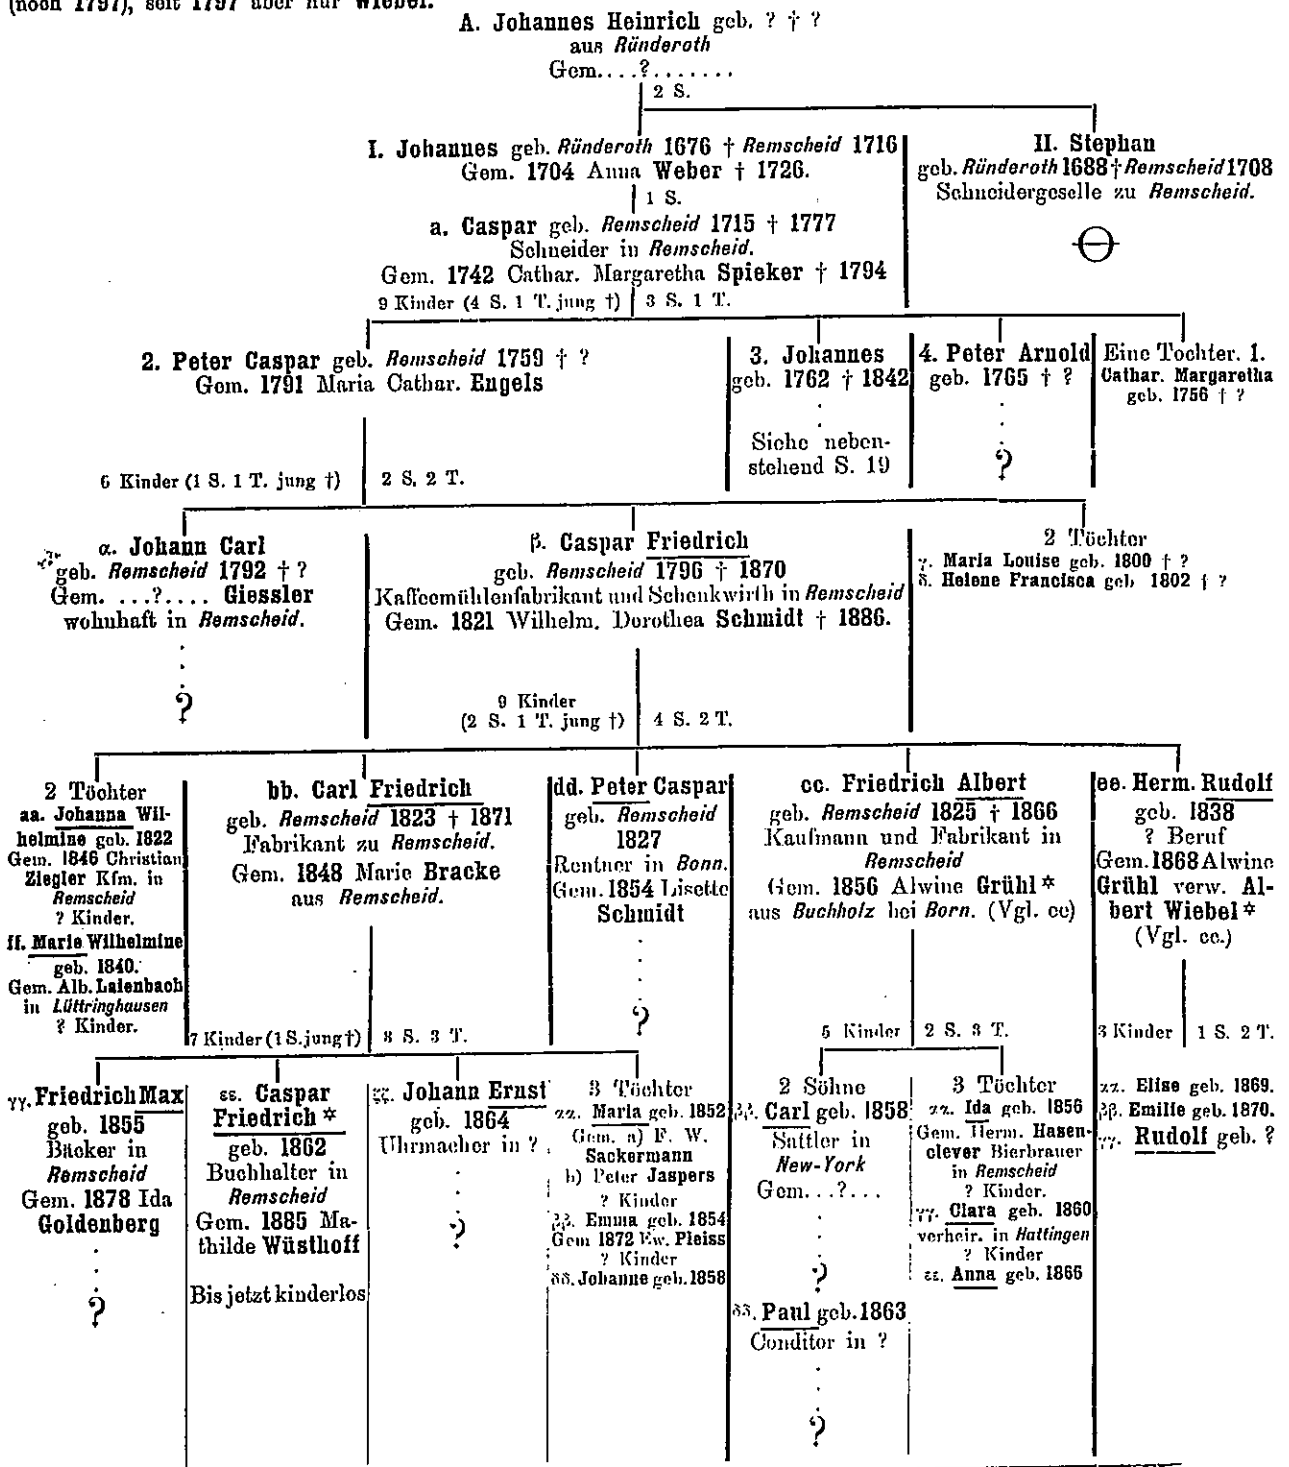 (noch 1797), seit 1797 aber nur Wiebel.
A. Johannes Heinrich geb. ? † ?
aus Ründeroth
Gem....?.......
2 S.
I. Johannes geb. Ründeroth 1676 † Remscheid 1716
Gem. 1704 Anna Weber † 1726.
II. Stephan
geb. Ründeroth 1688 † Remscheid 1708
Schneidergeselle zu Remscheid.
1 S.
a. Caspar geb. Remscheid 1715 † 1777
Schneider in Remscheid.
Gem. 1742 Cathar. Margaretha Spieker † 1794
9 Kinder (4 S. 1 T. jung †) 3 S. 1 T.
2. Peter Caspar geb. Remscheid 1759 † ?
Gem. 1791 Maria Cathar. Engels
3. Johannes
geb. 1762 † 1842
Siehe neben-
stehend S. 19
4. Peter Arnold
geb. 1765 † ?
?
Eine Tochter. 1.
Cathar. Margaretha
geb. 1756 † ?
6 Kinder (1 S. 1 T. jung †) 2 S. 2 T.
α. Johann Carl
geb. Remscheid 1792 † ?
Gem. ...?.... Giessler
wohnhaft in Remscheid.
?
β. Caspar Friedrich
geb. Remscheid 1796 † 1870
Kaffeemühlenfabrikant und Schenkwirth in Remscheid
Gem. 1821 Wilhelm. Dorothea Schmidt † 1886.
2 Töchter
γ. Maria Louise geb. 1800 † ?
δ. Helene Francisca geb 1802 † ?
9 Kinder
(2 S. 1 T. jung †) 4 S. 2 T.
2 Töchter
aa. Johanna Wil-
helmine geb. 1822
Gem. 1846 Christian
Ziegler Kfm. in
Remscheid
? Kinder.
ff. Marie Wilhelmine
geb. 1840.
Gem. Alb. Laienbach
in Lüttringhausen
? Kinder.
bb. Carl Friedrich
geb. Remscheid 1823 † 1871
Fabrikant zu Remscheid.
Gem. 1848 Marie Bracke
aus Remscheid.
dd. Peter Caspar
geb. Remscheid
1827
Rentner in Bonn.
Gem. 1854 Lisette
Schmidt
?
cc. Friedrich Albert
geb. Remscheid 1825 † 1866
Kaufmann und Fabrikant in
Remscheid
Gem. 1856 Alwine Grühl*
aus Buchholz bei Born. (Vgl. ee)
ee. Herm. Rudolf
geb. 1838
? Beruf
Gem. 1868 Alwine
Grühl verw. Al-
bert Wiebel*
(Vgl. cc.)
7 Kinder (1 S. jung †) 3 S. 3 T.
5 Kinder 2 S. 3 T.
3 Kinder 1 S. 2 T.
γγ. Friedrich Max
geb. 1855
Bäcker in
Remscheid
Gem. 1878 Ida
Goldenberg
?
εε. Caspar
Friedrich*
geb. 1862
Buchhalter in
Remscheid
Gem. 1885 Ma-
thilde Wüsthoff
Bis jetzt kinderlos
ζζ. Johann Ernst
geb. 1864
Uhrmacher in ?
?
3 Töchter
αα. Maria geb. 1852
Gem. a) F. W.
Sackermann
b) Peter Jaspers
? Kinder
ββ. Emma geb. 1854
Gem 1872 Ew. Pleiss
? Kinder
δδ. Johanne geb. 1858
2 Söhne
ββ. Carl geb. 1858
Sattler in
New-York
Gem...?...
?
δδ. Paul geb. 1863
Conditor in ?
?
3 Töchter
αα. Ida geb. 1856
Gem. Herm. Hasen-
clever Bierbrauer
in Remscheid
? Kinder.
γγ. Clara geb. 1860
verheir. in Hattingen
? Kinder
εε. Anna geb. 1866
αα. Elise geb. 1869.
ββ. Emilie geb. 1870.
γγ. Rudolf geb. ?